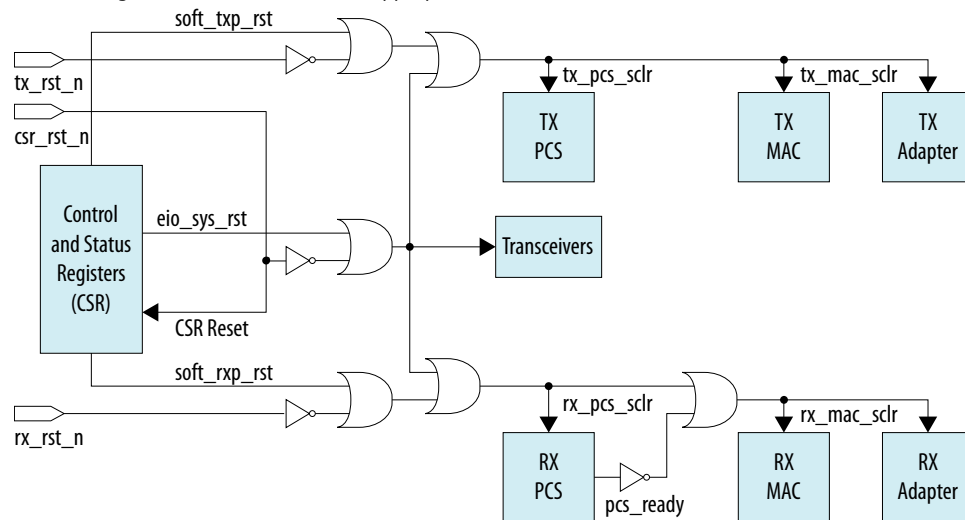 soft_txp_rst
tx_rst_n
tx_pcs_sclr
tx_mac_sclr
csr_rst_n
TX
PCS
TX
MAC
TX
Adapter
Control
and Status
Registers
(CSR)
eio_sys_rst
Transceivers
CSR Reset
soft_rxp_rst
rx_rst_n
rx_pcs_sclr
rx_mac_sclr
RX
PCS
pcs_ready
RX
MAC
RX
Adapter